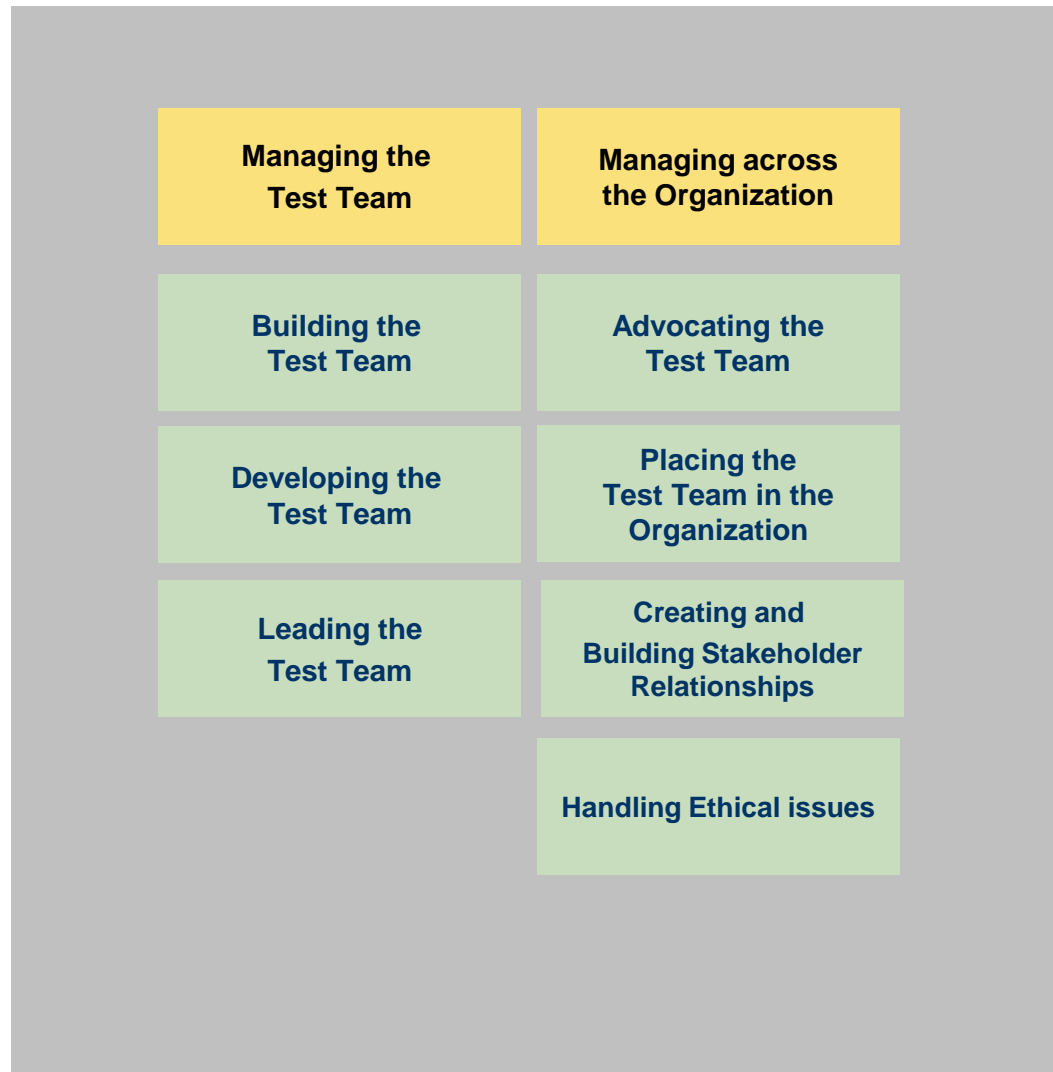 Managing the
Test Team
Managing across
the Organization
Building the
Test Team
Advocating the
Test Team
Developing the
Test Team
Placing the
Test Team in the
Organization
Leading the
Test Team
Creating and
Building Stakeholder
Relationships
Handling Ethical issues